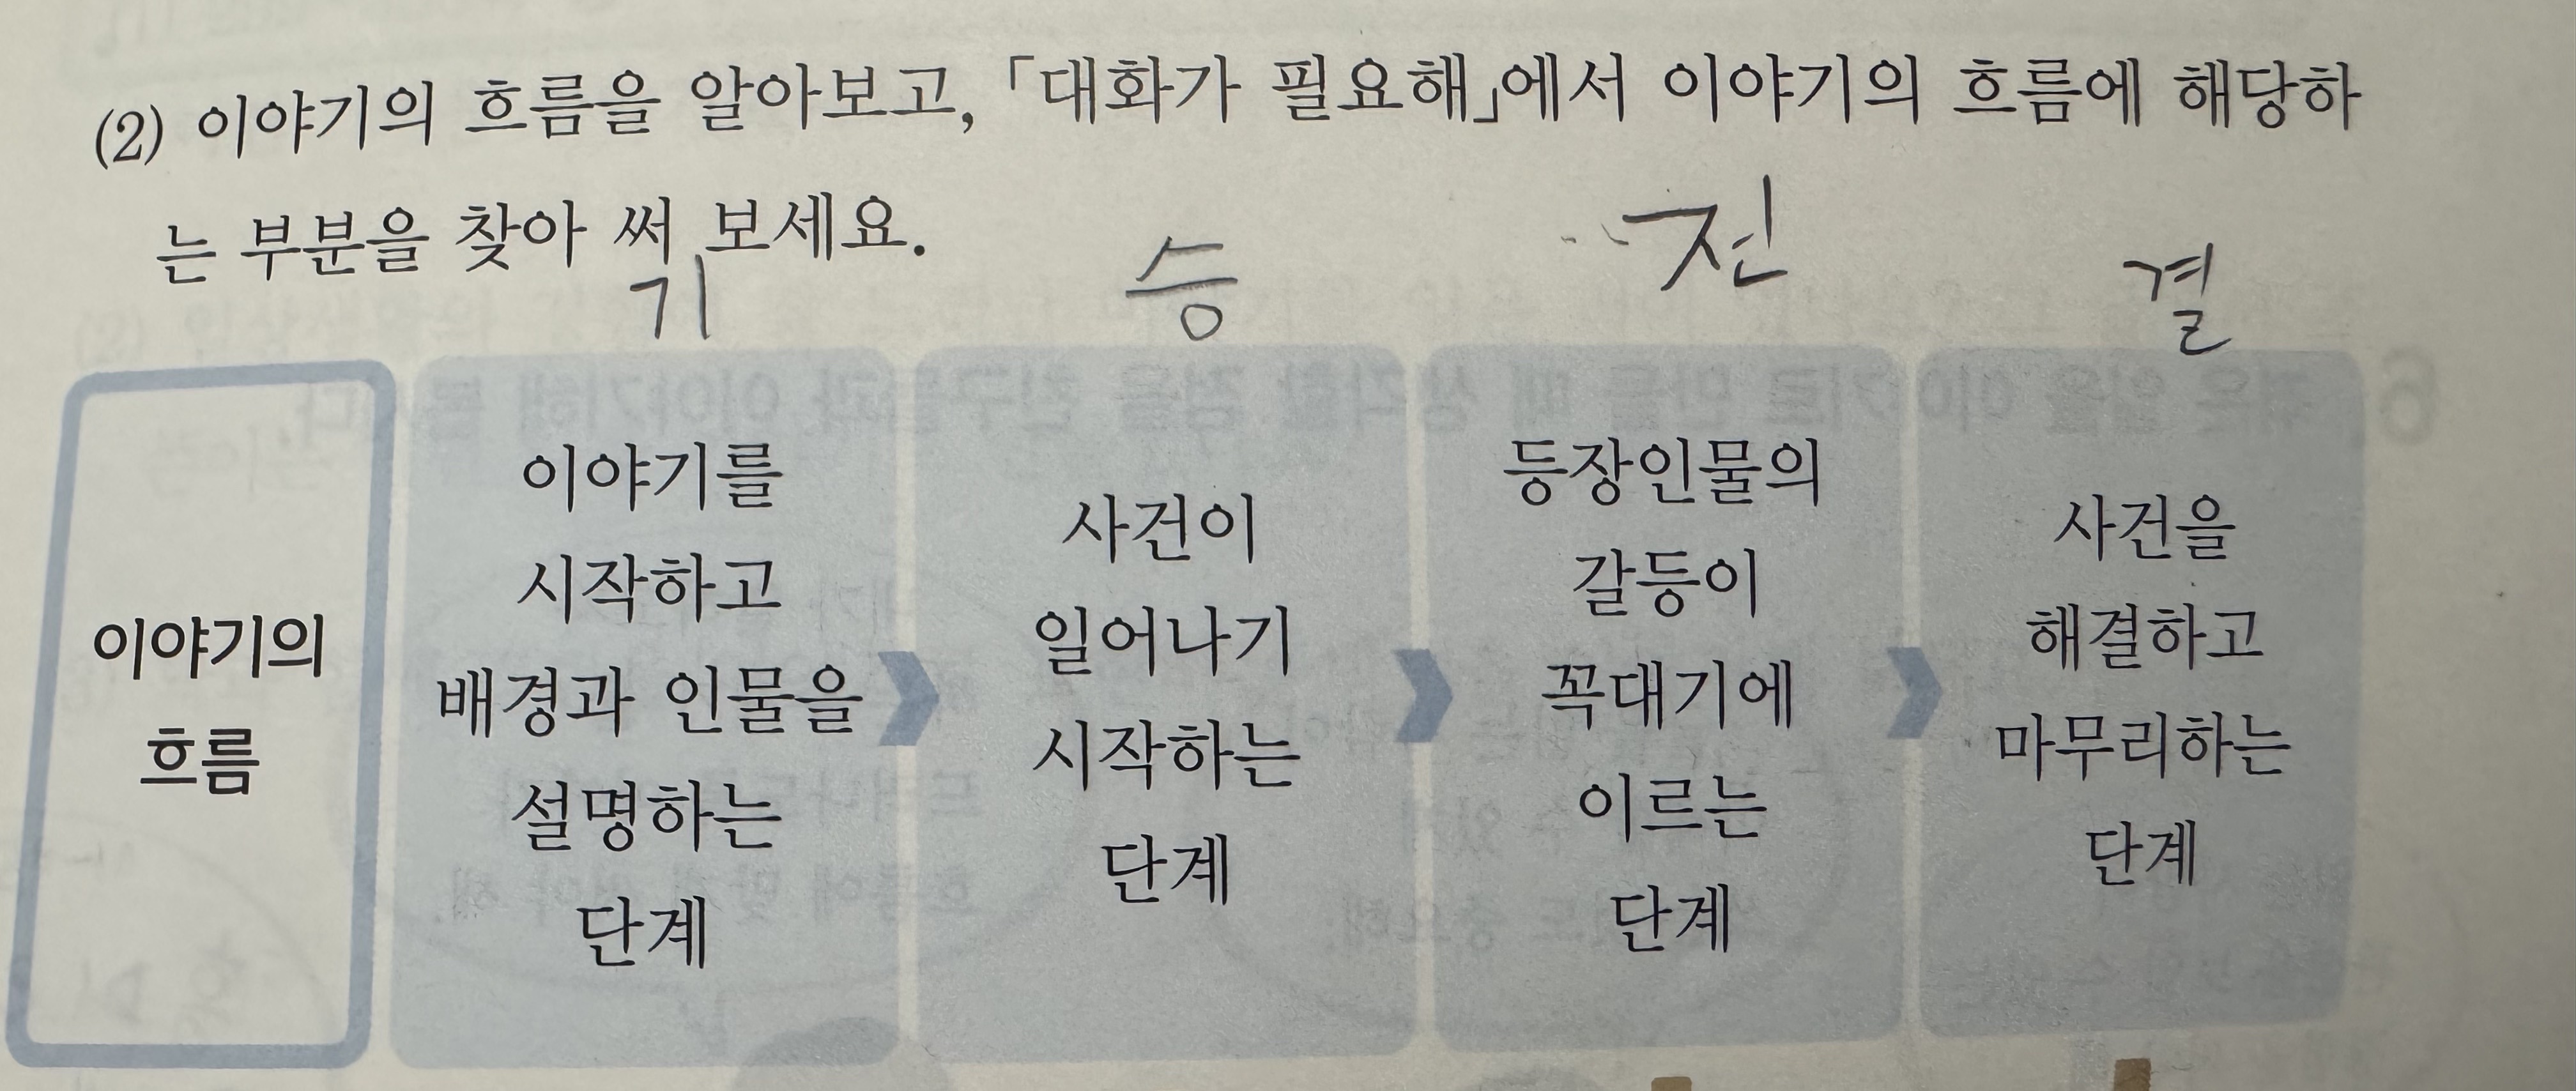 (2) 이야기의 흐름을 알아보고, 「대화가 필요해」에서 이야기의 흐름에 해당하
는 부분을 찾아 써 보세요.
기 승 전 결
이야기의
흐름
이야기를
시작하고
배경과 인물을
설명하는
단계
사건이
일어나기
시작하는
단계
등장인물의
갈등이
꼭대기에
이르는
단계
사건을
해결하고
마무리하는
단계